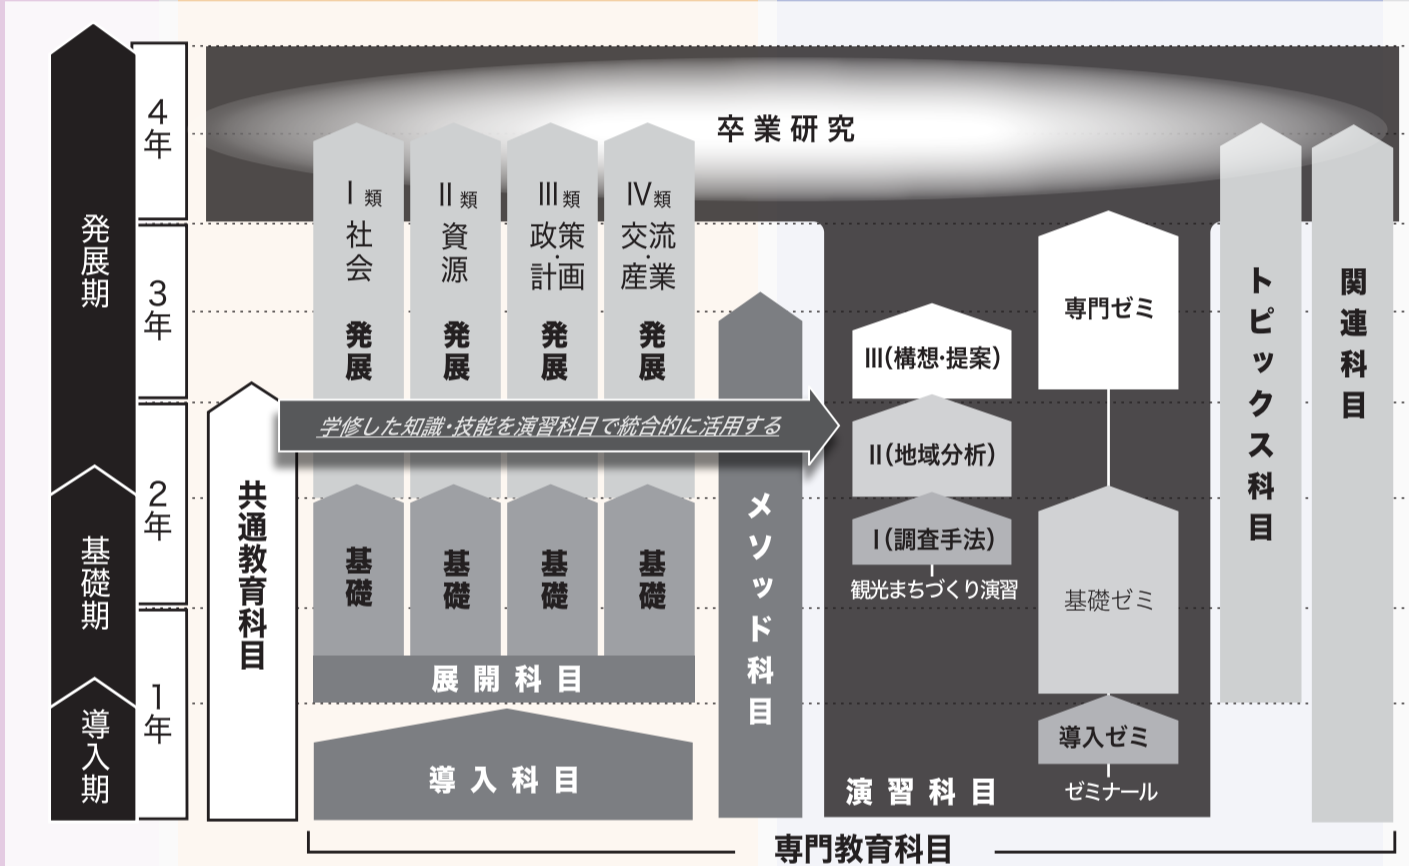 発展期
基礎期
導入期
4年
3年
2年
1年
共通教育科目
卒業研究
I類
社会
発展
基礎
II類
資源
発展
基礎
III類
政策・計画
発展
基礎
IV類
交流・産業
発展
基礎
学修した知識・技能を演習科目で統合的に活用する
展開科目
導入科目
メソッド科目
III(構想・提案)
II(地域分析)
I(調査手法)
観光まちづくり演習
専門ゼミ
基礎ゼミ
導入ゼミ
ゼミナール
演習科目
トピックス科目
関連科目
専門教育科目